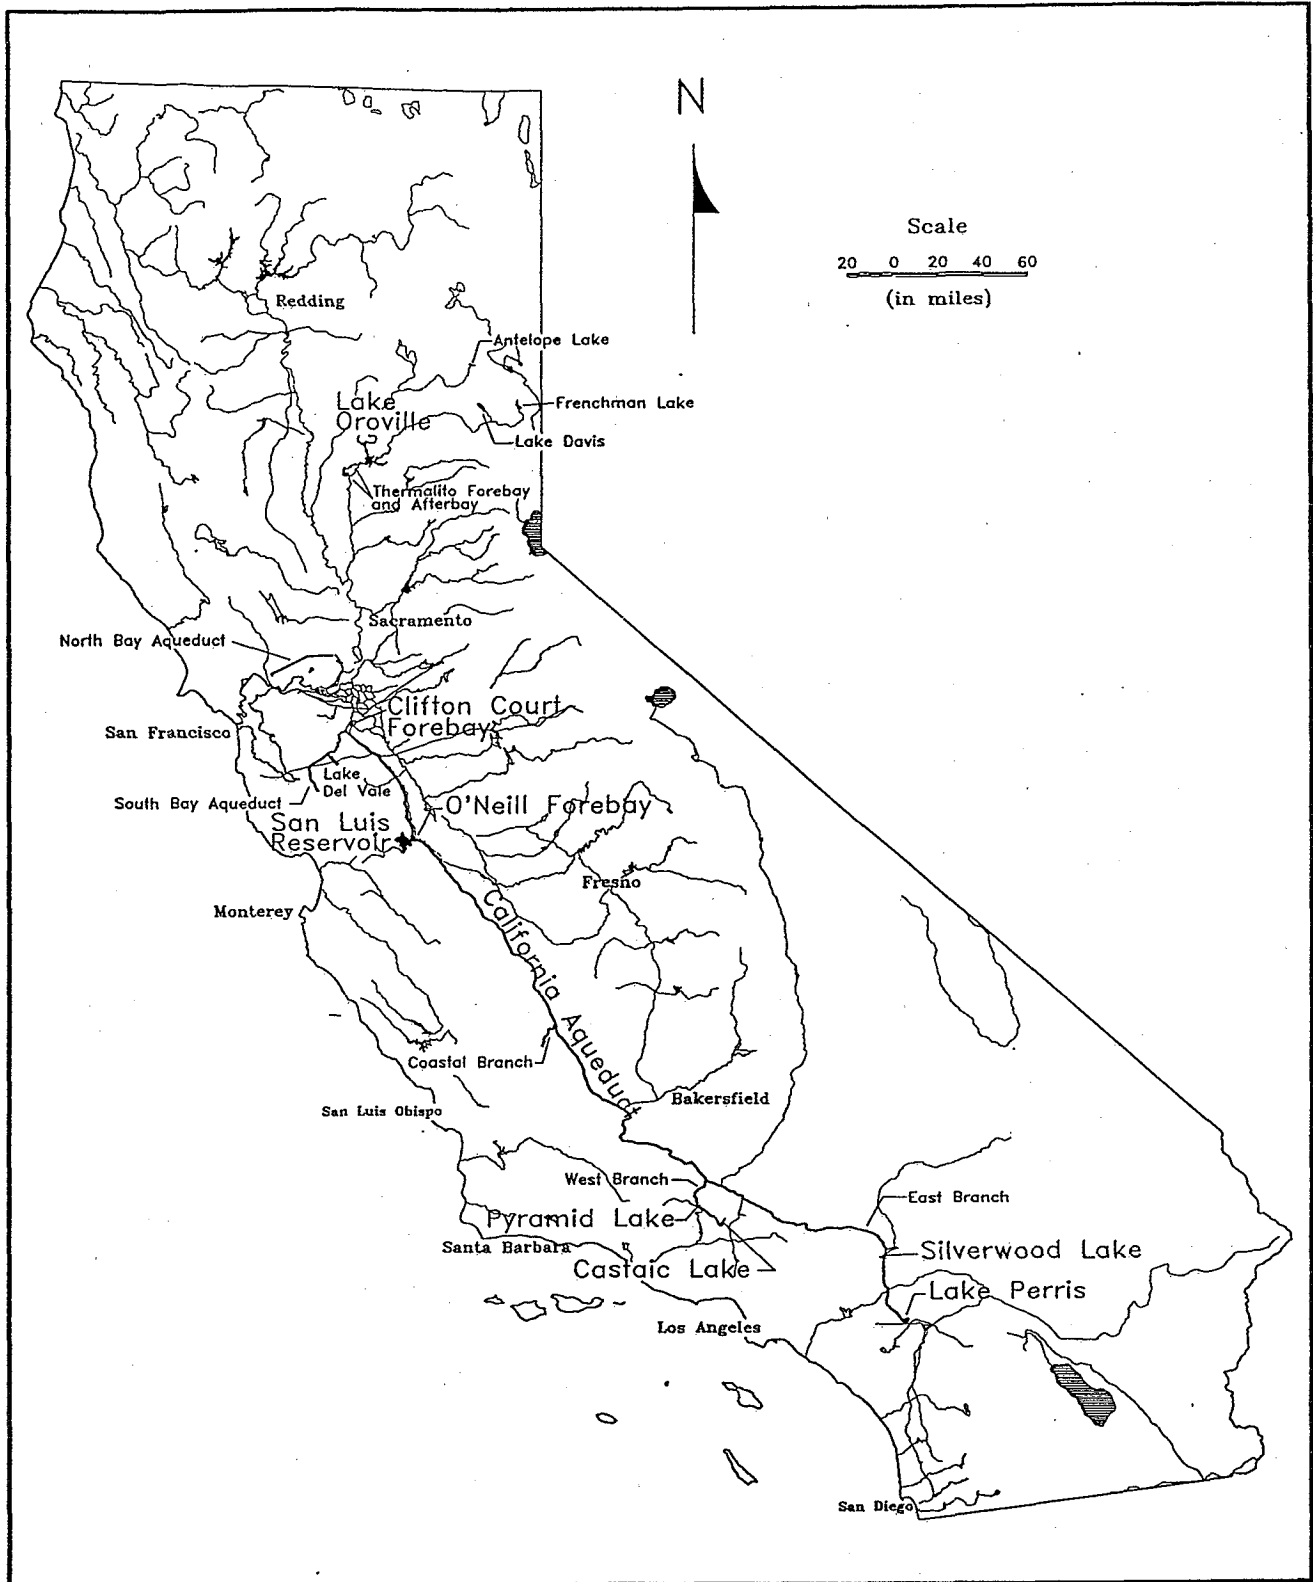 N
Scale
20 0 20 40 60
(in miles)
Redding
Antelope Lake
Lake
Oroville
Frenchman Lake
Lake Davis
Thermalito Forebay
and Afterbay
Sacramento
North Bay Aqueduct
Clifton Court
Forebay
San Francisco
Lake
Del Vale
South Bay Aqueduct
O'Neill Forebay
San Luis
Reservoir
Fresno
California Aqueduct
Monterey
Coastal Branch
Bakersfield
San Luis Obispo
West Branch
East Branch
Pyramid Lake
Santa Barbara
Silverwood Lake
Castaic Lake
Lake Perris
Los Angeles
San Diego